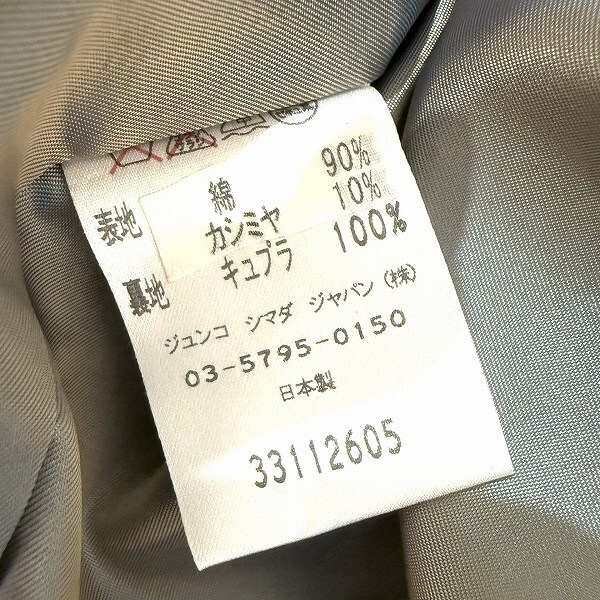 表地 綿 90%
カシミヤ 10%
裏地 キュプラ 100%
ジュンコ シマダ ジャパン(株)
03-5795-0150
日本製
33112605